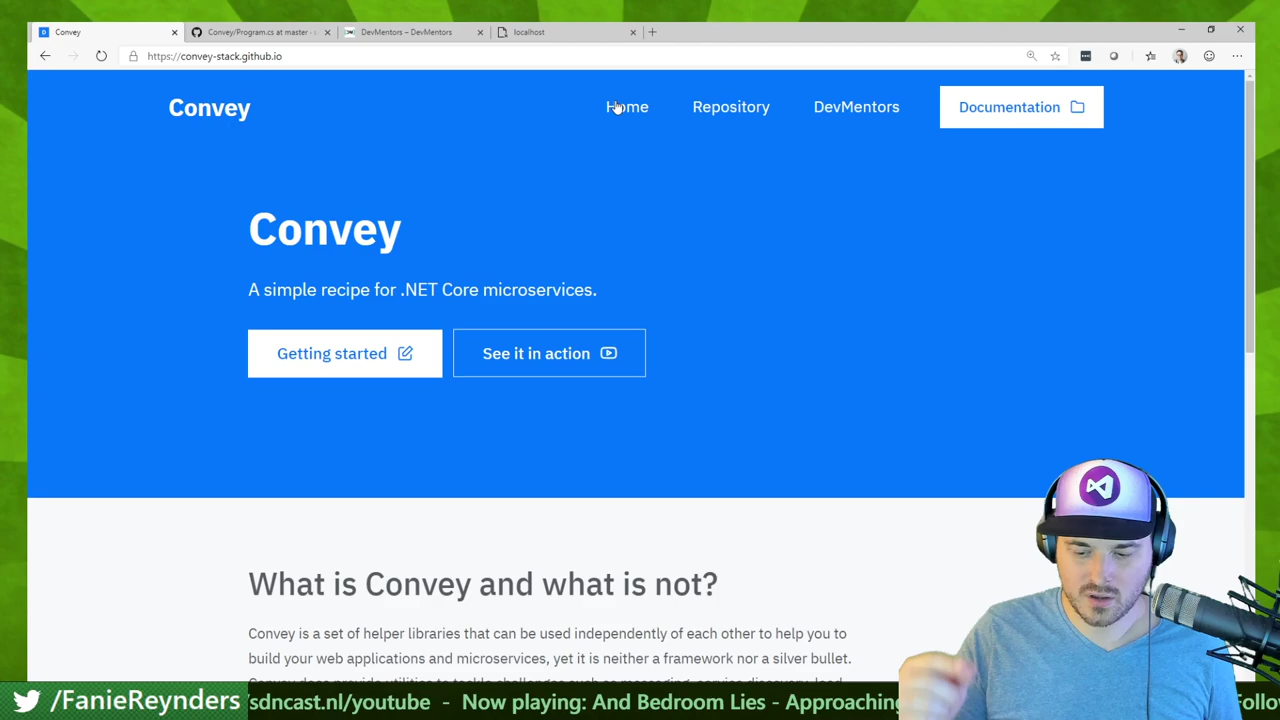 Convey
Convey/Program.cs at master · c
DevMentors – DevMentors
localhost
https://convey-stack.github.io
Convey
Home
Repository
DevMentors
Documentation
Convey
A simple recipe for .NET Core microservices.
Getting started
See it in action
What is Convey and what is not?
Convey is a set of helper libraries that can be used independently of each other to help you to
build your web applications and microservices, yet it is neither a framework nor a silver bullet.
/FanieReynders
sdncast.nl/youtube - Now playing: And Bedroom Lies - Approaching
Follo